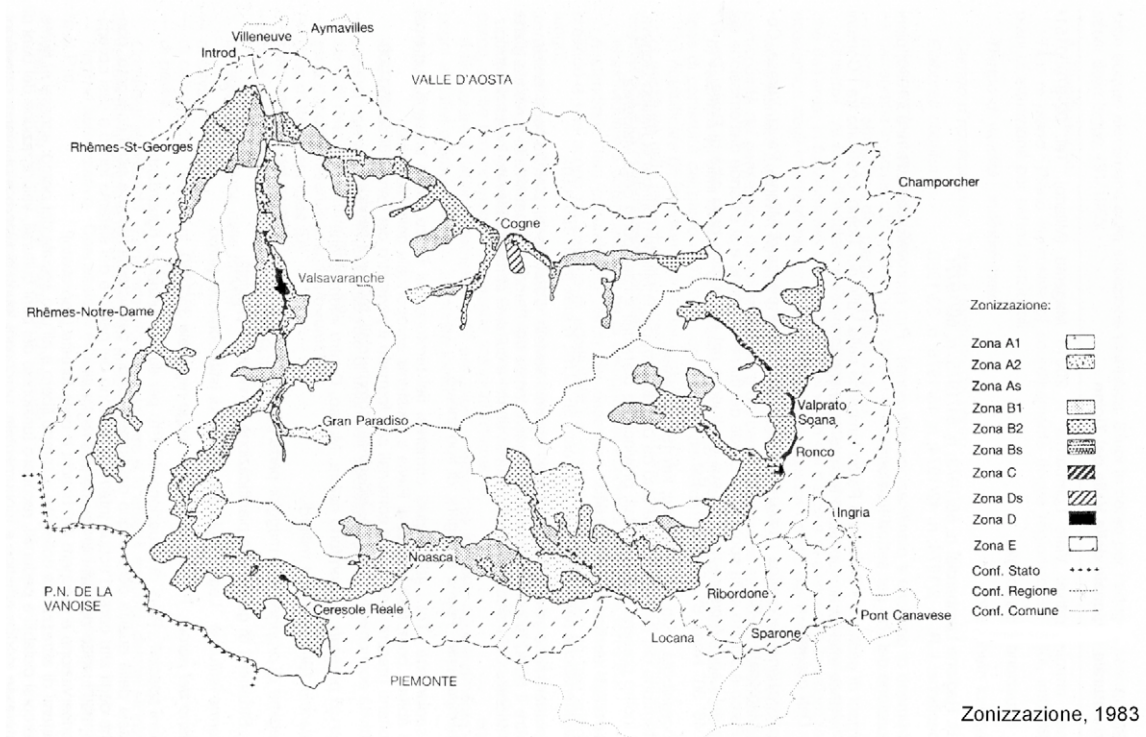 Aymavilles
Villeneuve
Introd
VALLE D'AOSTA
Rhêmes-St-Georges
Champorcher
Cogne
Valsavaranche
Rhêmes-Notre-Dame
Gran Paradiso
Valprato
Soana
Ronco
Ingria
Noasca
P.N. DE LA
VANOISE
Ceresole Reale
Ribordone
Locana
Sparone
Pont Canavese
PIEMONTE
Zonizzazione:
Zona A1
Zona A2
Zona As
Zona B1
Zona B2
Zona Bs
Zona C
Zona Ds
Zona D
Zona E
Conf. Stato
Conf. Regione
Conf. Comune
Zonizzazione, 1983